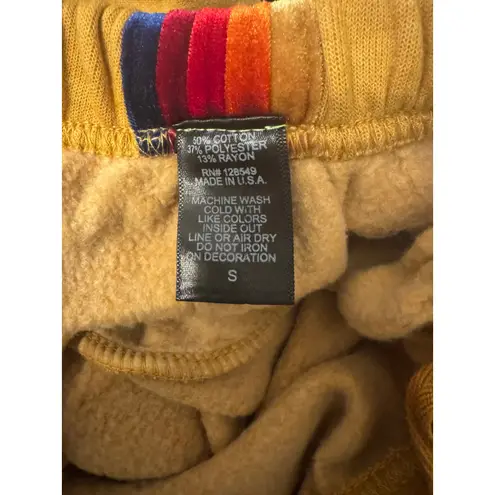 50% COTTON
37% POLYESTER
13% RAYON
RN# 128549
MADE IN U.S.A.
MACHINE WASH
COLD WITH
LIKE COLORS
INSIDE OUT
LINE OR AIR DRY
DO NOT IRON
ON DECORATION
S